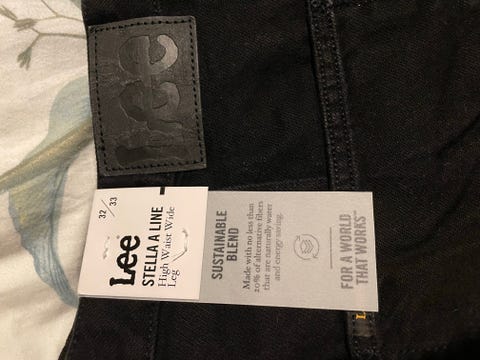 Lee
32
/
33
Lee
STELLA A LINE
High Waist Wide
Leg
SUSTAINABLE
BLEND
Made with no less than
20% of alternative fibers
that are naturally water
and energy saving.
FOR A WORLD
THAT WORKS™